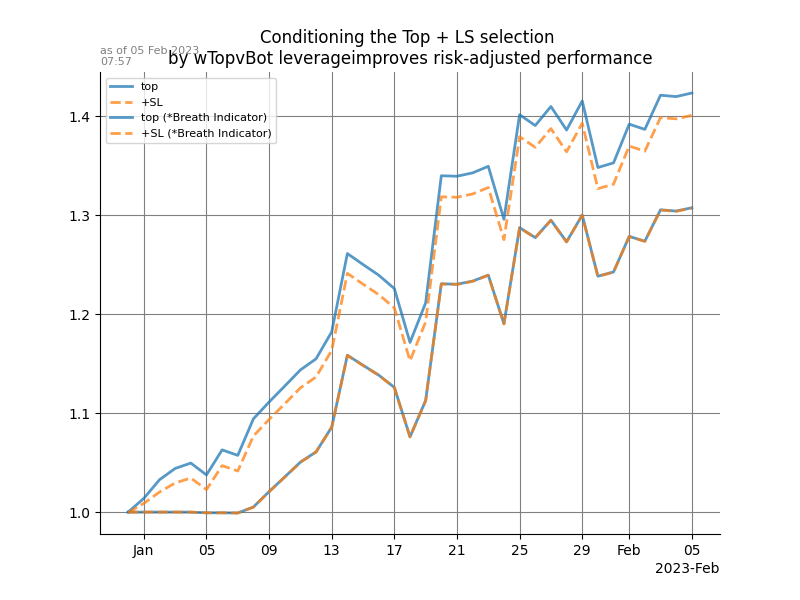 Conditioning the Top + LS selection
by wTopvBot leverageimproves risk-adjusted performance
as of 05 Feb 2023
07:57
top
+SL
top (*Breath Indicator)
+SL (*Breath Indicator)
1.4
1.3
1.2
1.1
1.0
Jan 05 09 13 17 21 25 29 Feb 05
2023-Feb